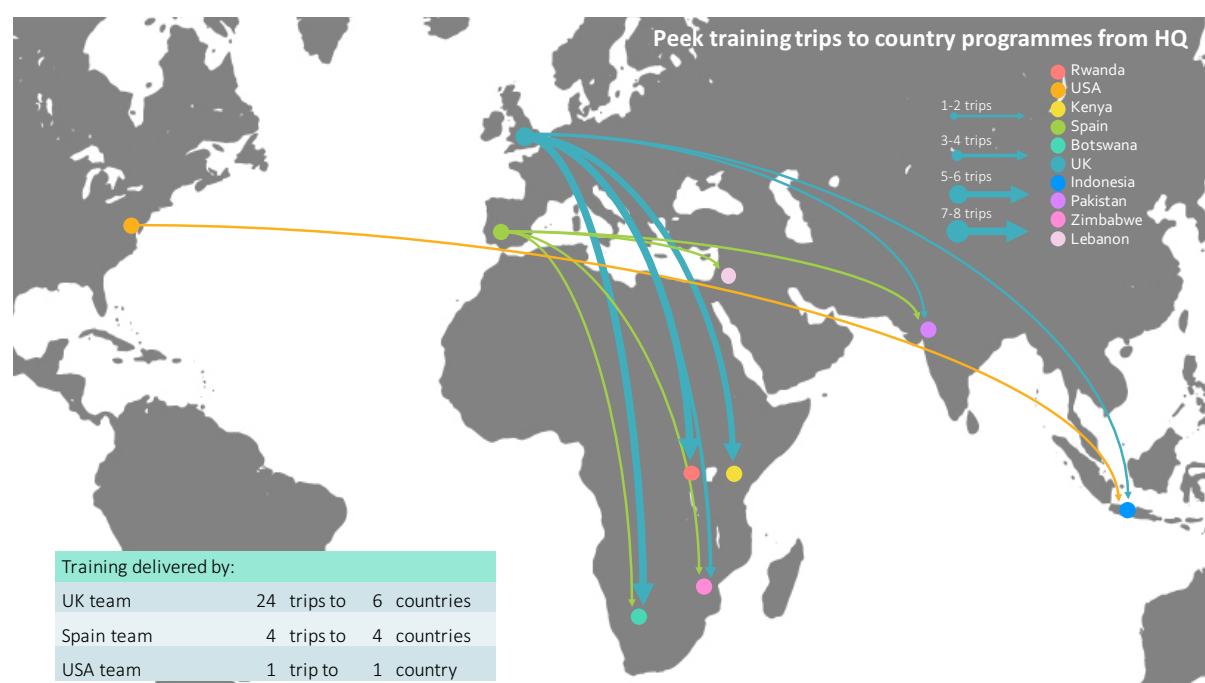 Peek training trips to country programmes from HQ
Rwanda
USA
Kenya
Spain
Botswana
UK
Indonesia
Pakistan
Zimbabwe
Lebanon
1-2 trips
3-4 trips
5-6 trips
7-8 trips
Training delivered by:
UK team 24 trips to 6 countries
Spain team 4 trips to 4 countries
USA team 1 trip to 1 country